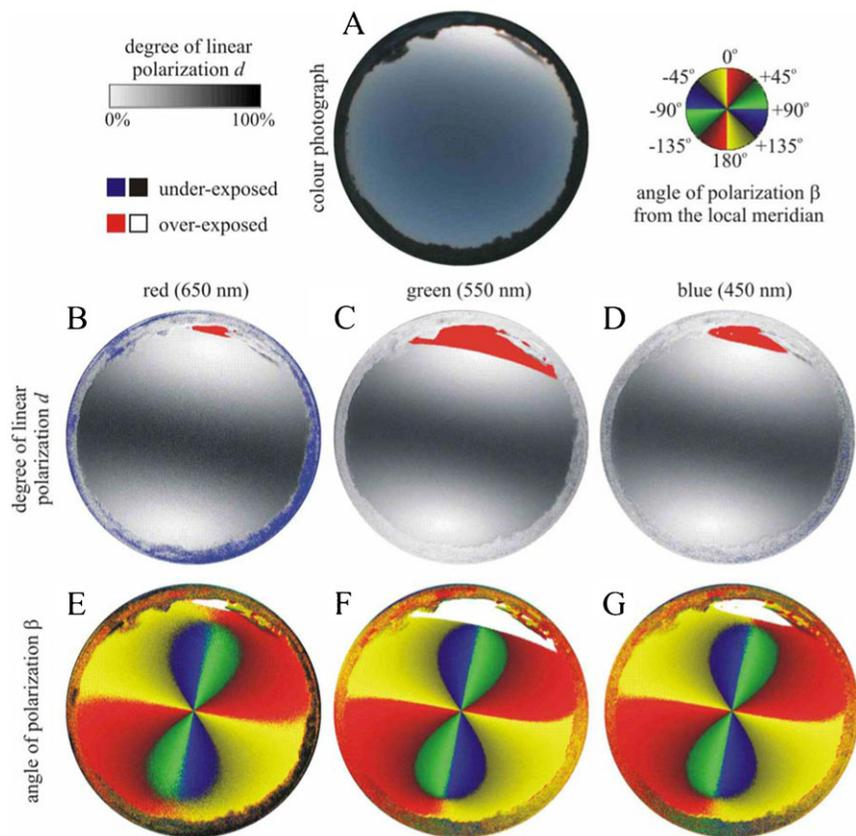 A
degree of linear
polarization d
0% 100%
under-exposed
over-exposed
colour photograph
0°
-45° +45°
-90° +90°
-135° +135°
180°
angle of polarization β
from the local meridian
red (650 nm) green (550 nm) blue (450 nm)
B C D
degree of linear
polarization d
E F G
angle of polarization β